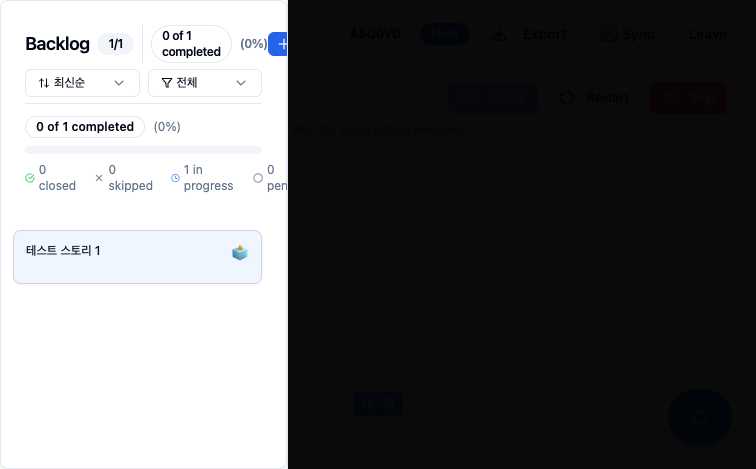 Backlog 1/1 0 of 1 completed (0%)
최신순 전체
0 of 1 completed (0%)
0 closed 0 skipped 1 in progress 0 pen
테스트 스토리 1
Export Sync Leave
Restart